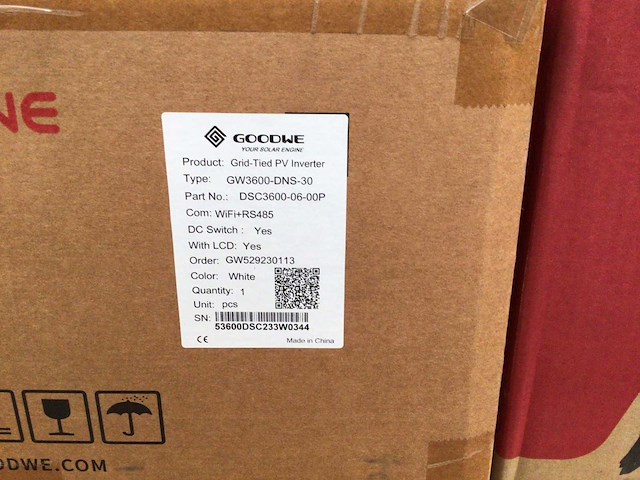 WE
GOODWE
YOUR SOLAR ENGINE
Product: Grid-Tied PV Inverter
Type: GW3600-DNS-30
Part No.: DSC3600-06-00P
Com: WiFi+RS485
DC Switch : Yes
With LCD: Yes
Order: GW529230113
Color: White
Quantity: 1
Unit: pcs
SN:
53600DSC233W0344
CE Made in China
ODWE.COM